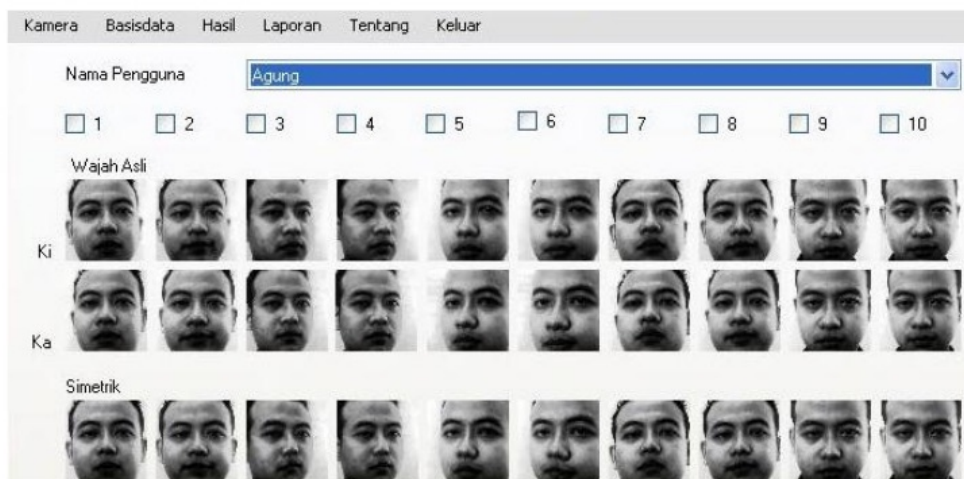 Kamera Basisdata Hasil Laporan Tentang Keluar
Nama Pengguna Agung
1 2 3 4 5 6 7 8 9 10
Wajah Asli
Ki
Ka
Simetrik